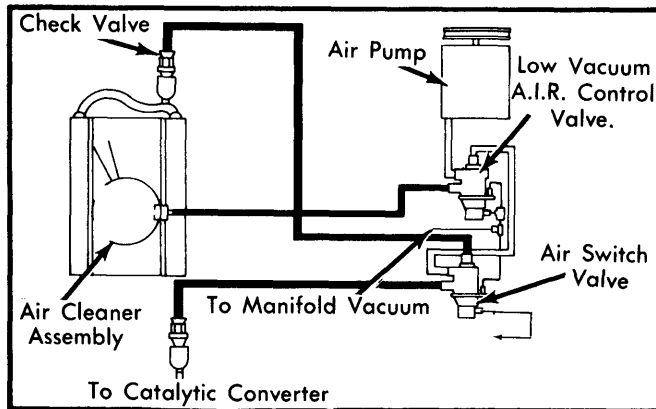 Check Valve
Air Pump
Low Vacuum
A.I.R. Control
Valve.
Air Switch
Valve
To Manifold Vacuum
Air Cleaner
Assembly
To Catalytic Converter